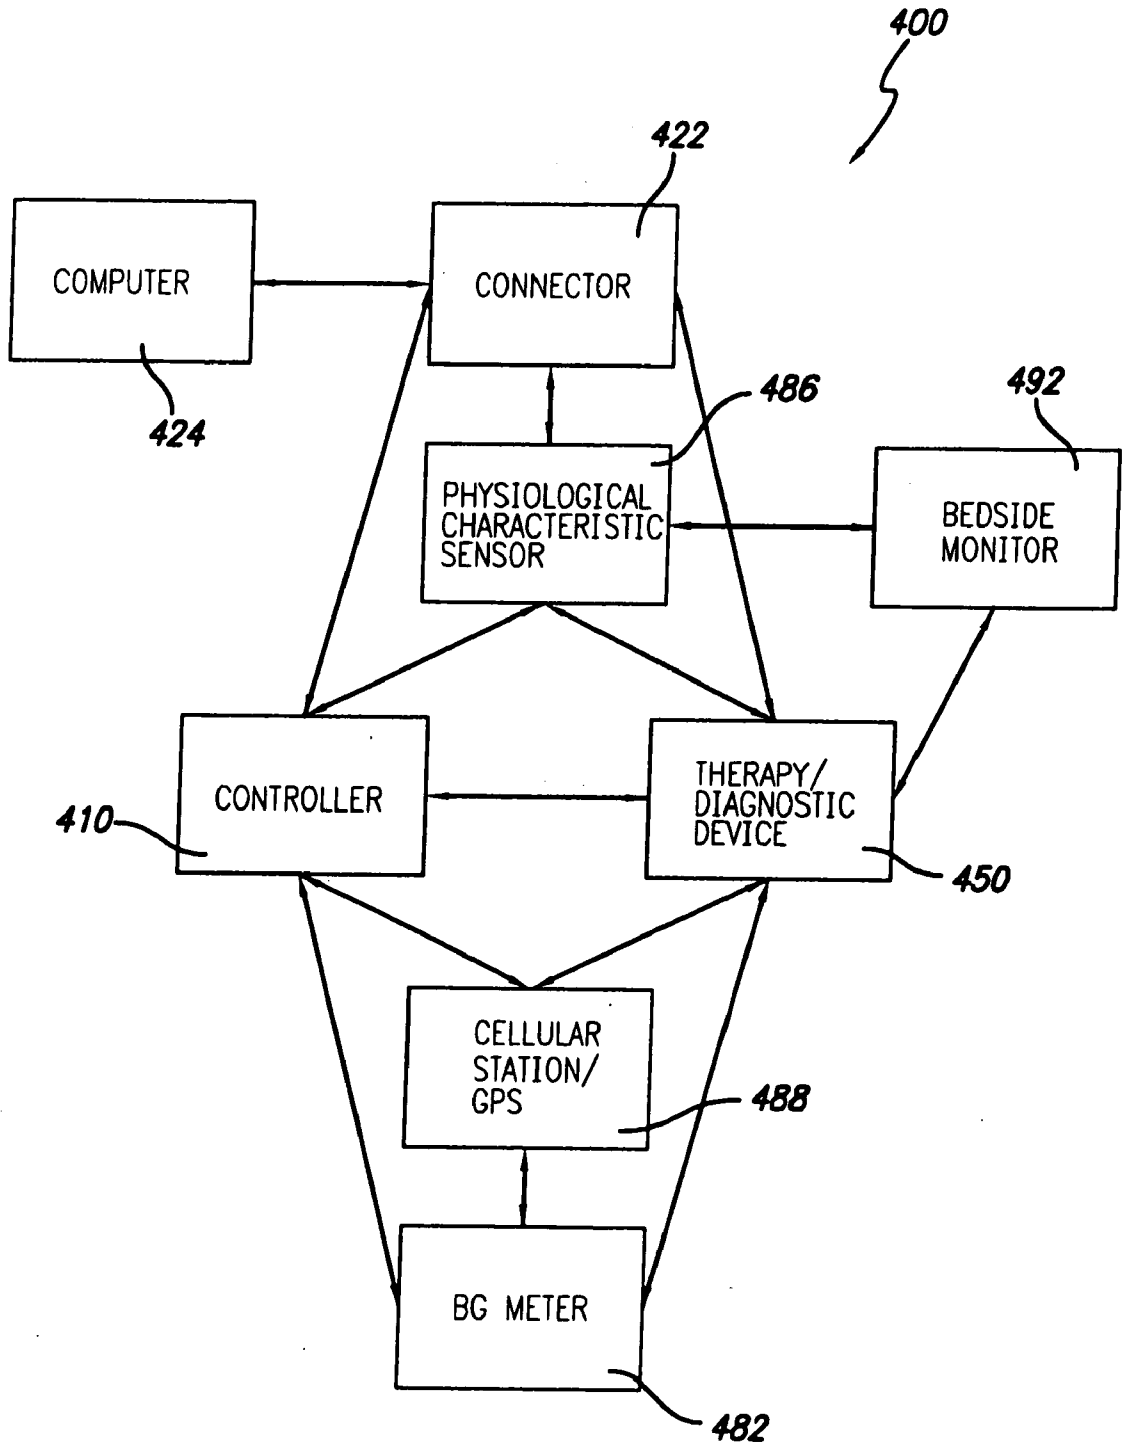 400
422
COMPUTER
CONNECTOR
424
486
492
PHYSIOLOGICAL
CHARACTERISTIC
SENSOR
BEDSIDE
MONITOR
CONTROLLER
410
THERAPY/
DIAGNOSTIC
DEVICE
450
CELLULAR
STATION/
GPS
488
BG METER
482